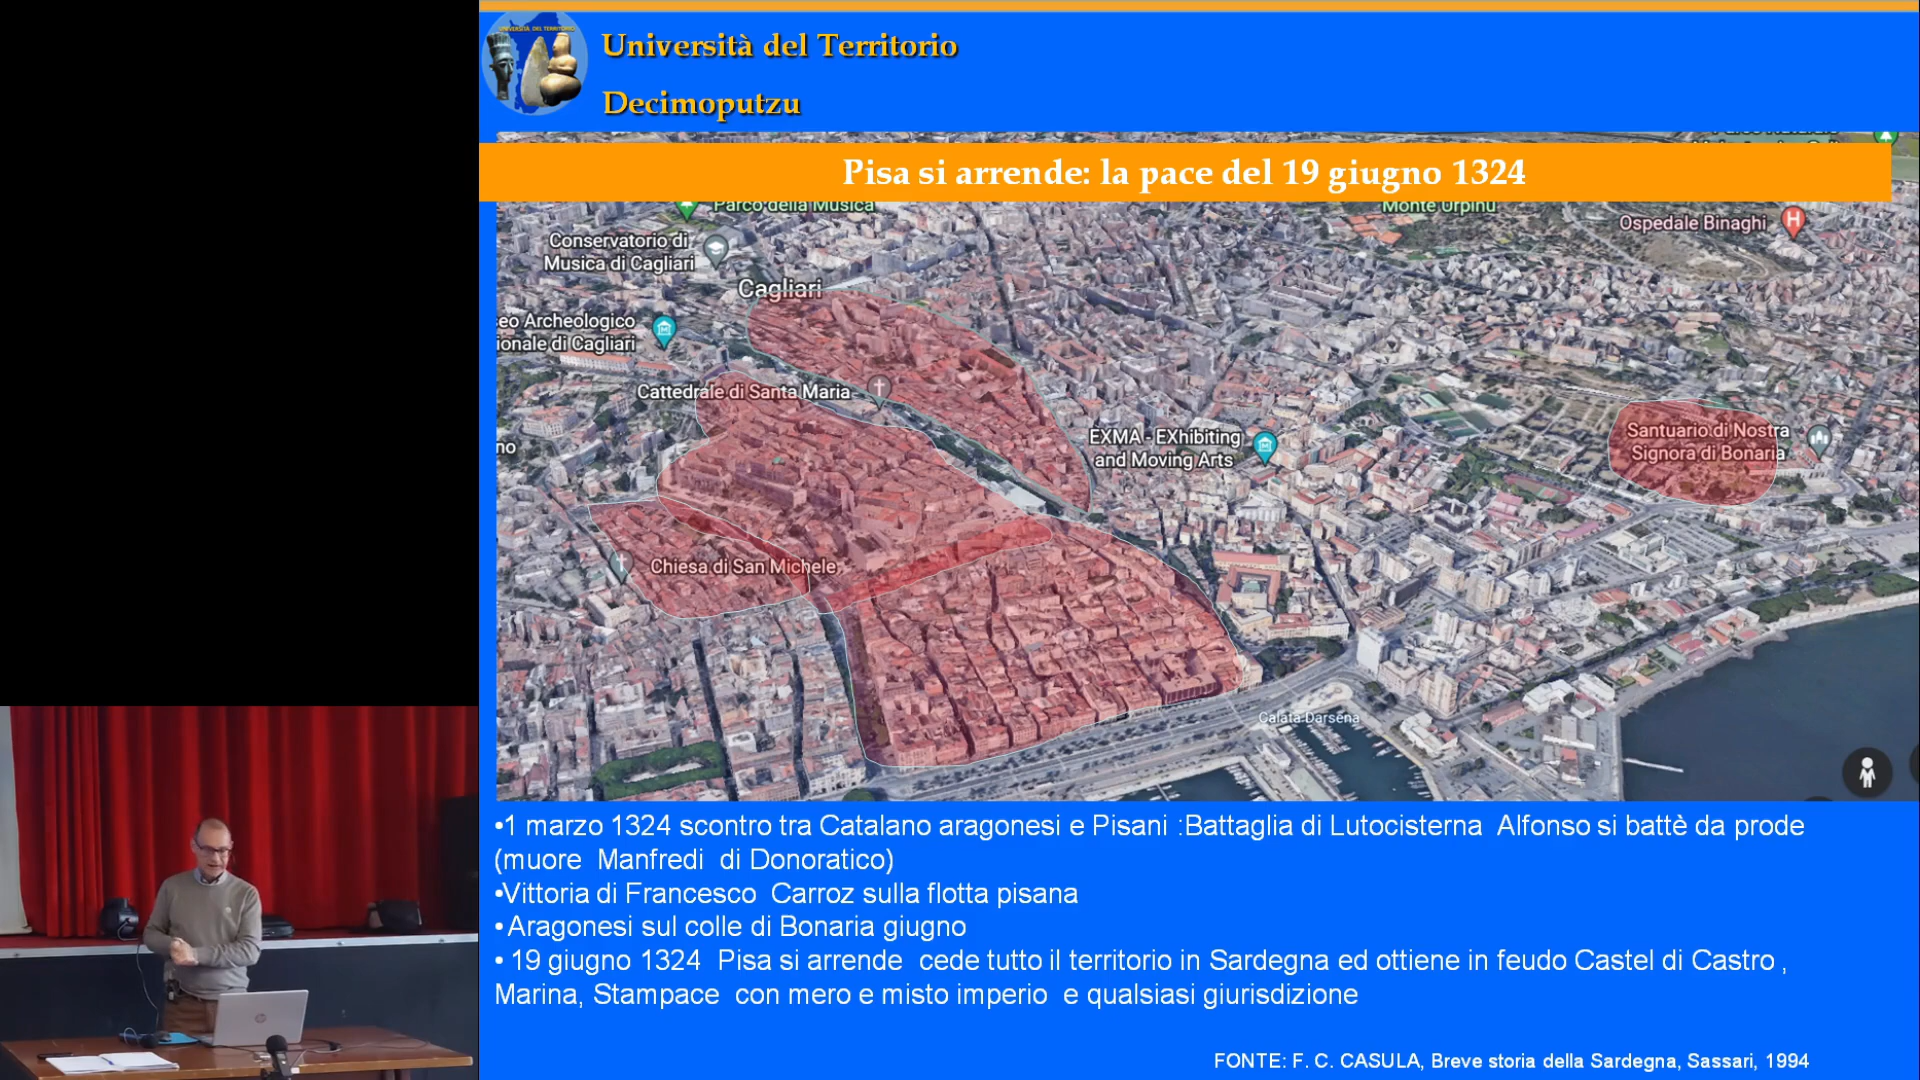 UNIVERSITÀ DEL TERRITORIO
Università del Territorio
Decimoputzu
Pisa si arrende: la pace del 19 giugno 1324
Parco della Musica
Monte Urpinu
Ospedale Binaghi
H
Conservatorio di
Musica di Cagliari
Cagliari
eo Archeologico
ionale di Cagliari
Cattedrale di Santa Maria
EXMA - EXhibiting
and Moving Arts
Santuario di Nostra
Signora di Bonaria
no
Chiesa di San Michele
Calata Darsena
•1 marzo 1324 scontro tra Catalano aragonesi e Pisani :Battaglia di Lutocisterna Alfonso si battè da prode
(muore Manfredi di Donoratico)
•Vittoria di Francesco Carroz sulla flotta pisana
•Aragonesi sul colle di Bonaria giugno
• 19 giugno 1324 Pisa si arrende cede tutto il territorio in Sardegna ed ottiene in feudo Castel di Castro ,
Marina, Stampace con mero e misto imperio e qualsiasi giurisdizione
FONTE: F. C. CASULA, Breve storia della Sardegna, Sassari, 1994
hp